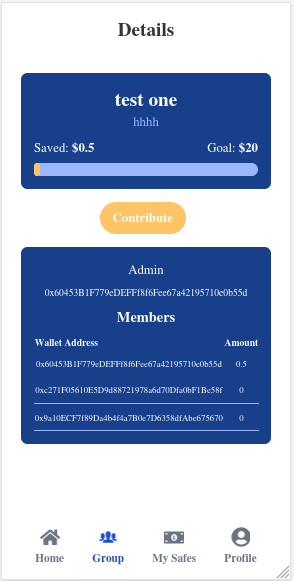 Details
test one
hhhh
Saved: $0.5 Goal: $20
Contribute
Admin
0x60453B1F779eDEFFf8f6Fee67a42195710e0b55d
Members
Wallet Address Amount
0x60453B1F779eDEFFf8f6Fee67a42195710e0b55d 0.5
0xc271F05610E5D9d88721978a6d70Dfa0bF1Be58f 0
0x9a10ECF7f89Da4b4f4a7B0e7D6358dfAbe675670 0
Home Group My Safes Profile